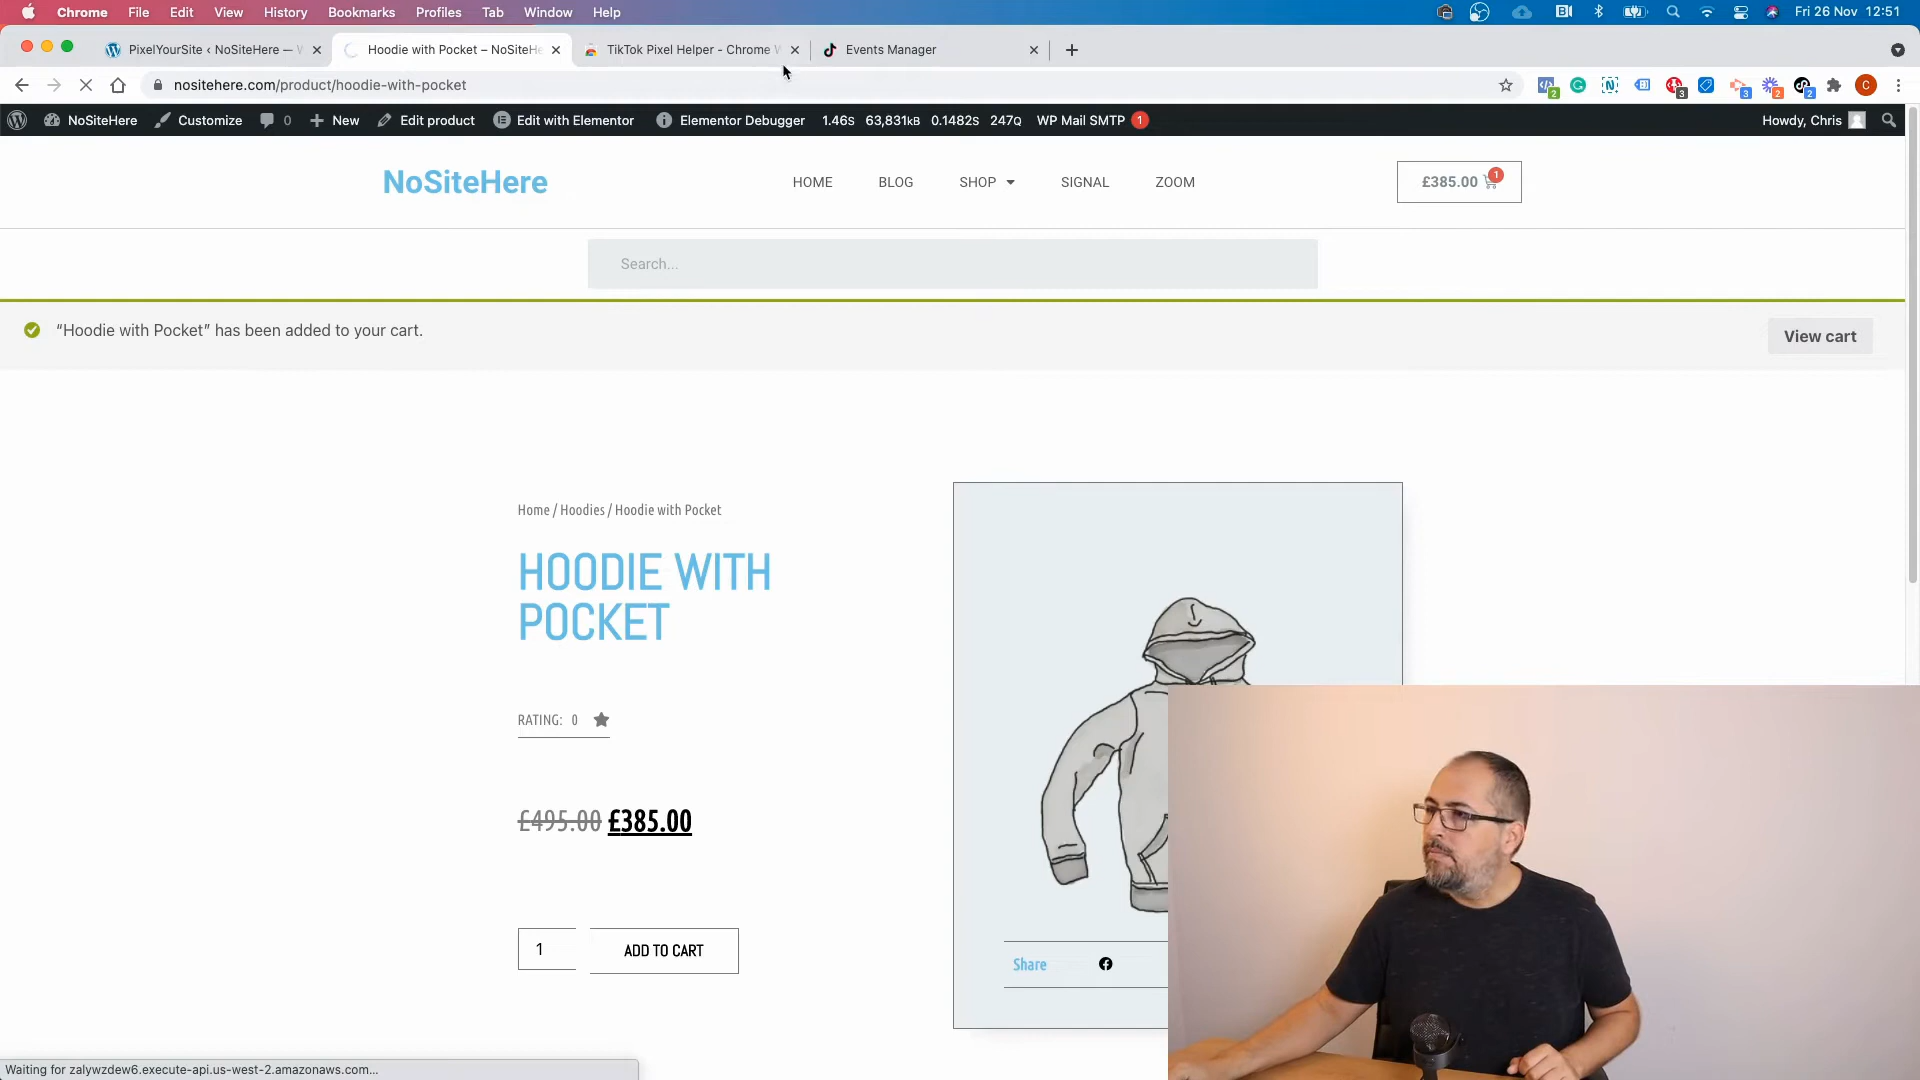 Chrome File Edit View History Bookmarks Profiles Tab Window Help Fri 26 Nov 12:51
PixelYourSite ‹ NoSiteHere — W Hoodie with Pocket – NoSiteHe TikTok Pixel Helper - Chrome W Events Manager
nositehere.com/product/hoodie-with-pocket
NoSiteHere Customize 0 New Edit product Edit with Elementor Elementor Debugger 1.46S 63,831KB 0.1482S 247Q WP Mail SMTP 1 Howdy, Chris
NoSiteHere HOME BLOG SHOP SIGNAL ZOOM £385.00 1
Search...
“Hoodie with Pocket” has been added to your cart. View cart
Home / Hoodies / Hoodie with Pocket
HOODIE WITH
POCKET
RATING: 0
£495.00 £385.00
1 ADD TO CART
Share
Waiting for zalywzdew6.execute-api.us-west-2.amazonaws.com...